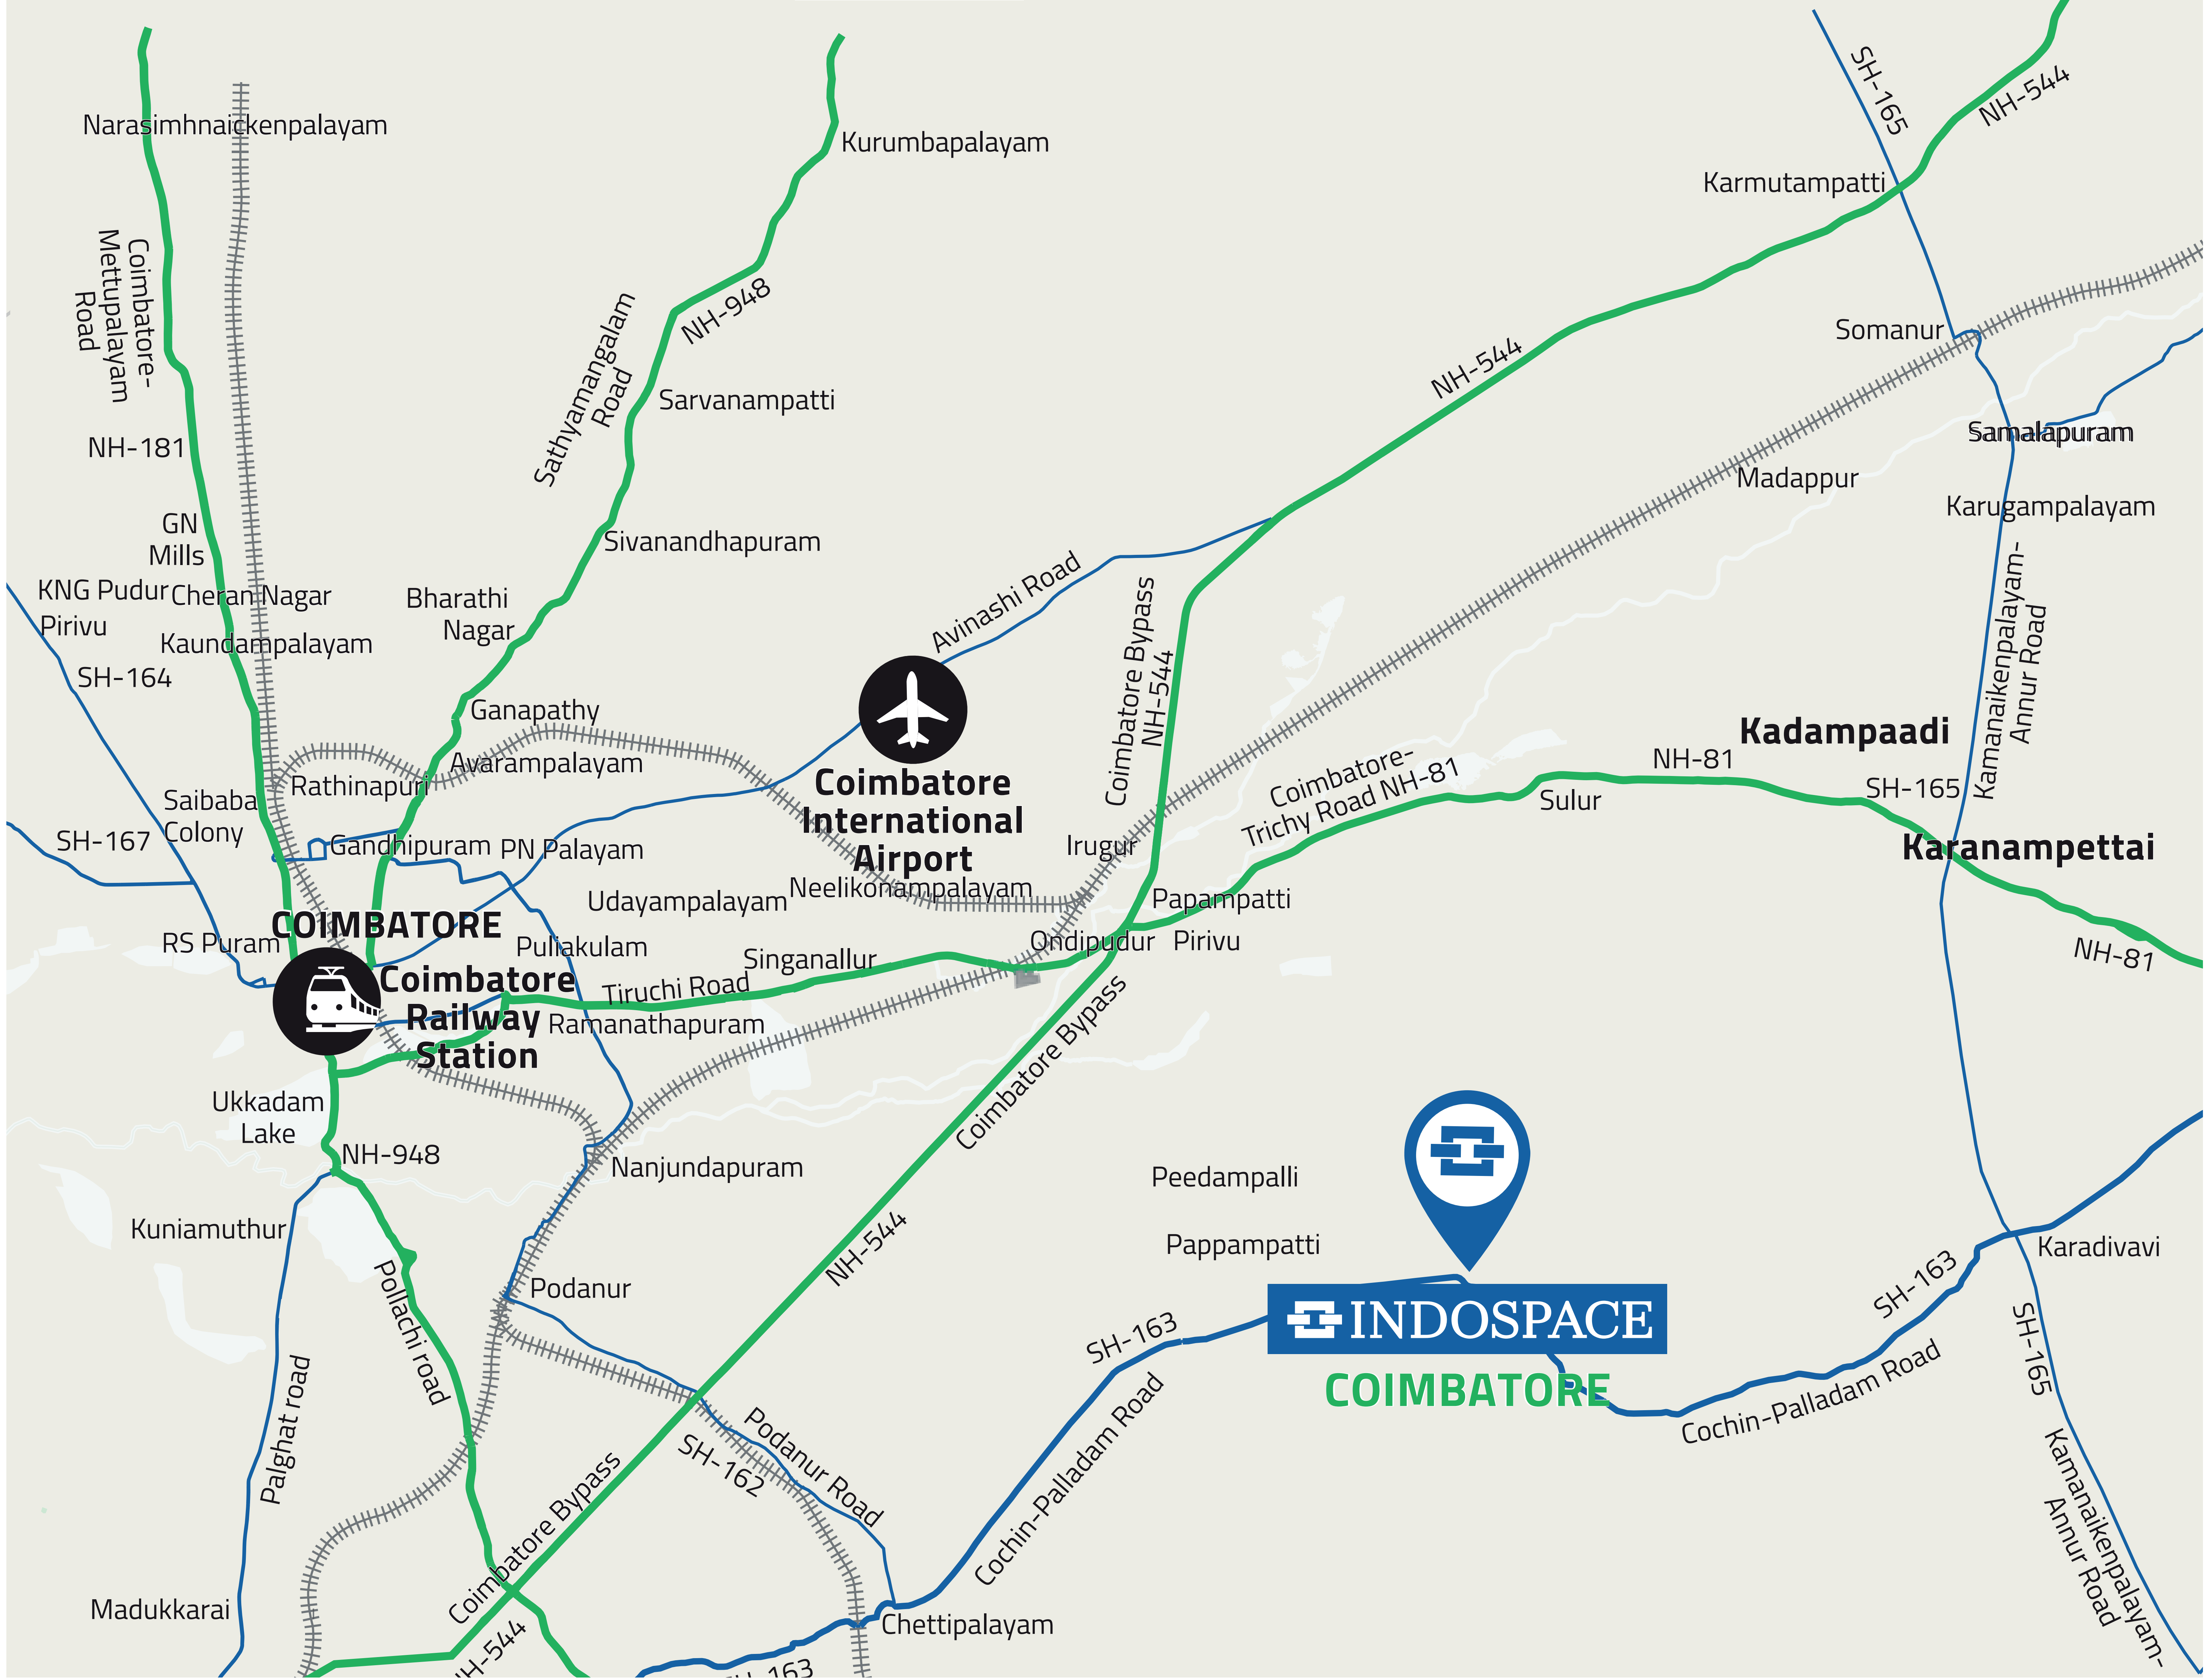 SH-165
NH-544
Narasimhnaickenpalayam
Kurumbapalayam
Karmutampatti
Coimbatore-
Mettupalayam
Road
NH-948
Sathyamangalam
Road
Somanur
NH-544
Sarvanampatti
Samalapuram
NH-181
Madappur
Karugampalayam
GN
Mills
Sivanandhapuram
KNG Pudur
Pirivu
Cheran Nagar
Bharathi
Nagar
Avinashi Road
Coimbatore Bypass
NH-544
Kamanaikenpalayam-
Annur Road
Kaundampalayam
SH-164
Ganapathy
Kadampaadi
Avarampalayam
NH-81
Coimbatore
International
Airport
Coimbatore-
Trichy Road NH-81
Rathinapuri
Saibaba
Colony
Sulur
SH-165
SH-167
Gandhipuram
PN Palayam
Irugur
Karanampettai
Neelikonampalayam
Udayampalayam
Papampatti
Pirivu
COIMBATORE
RS Puram
Puliakulam
Singanallur
Ondipudur
NH-81
Coimbatore
Railway
Station
Tiruchi Road
Ramanathapuram
Coimbatore Bypass
Ukkadam
Lake
NH-948
Nanjundapuram
Peedampalli
Kuniamuthur
Pappampatti
NH-544
Karadivavi
Pollachi road
Podanur
SH-163
SH-163
INDOSPACE
COIMBATORE
SH-165
Cochin-Palladam Road
Cochin-Palladam Road
Palghat road
Podanur Road
SH-162
Coimbatore Bypass
Kamanaikenpalayam-
Annur Road
Madukkarai
Chettipalayam
NH-544
SH-163